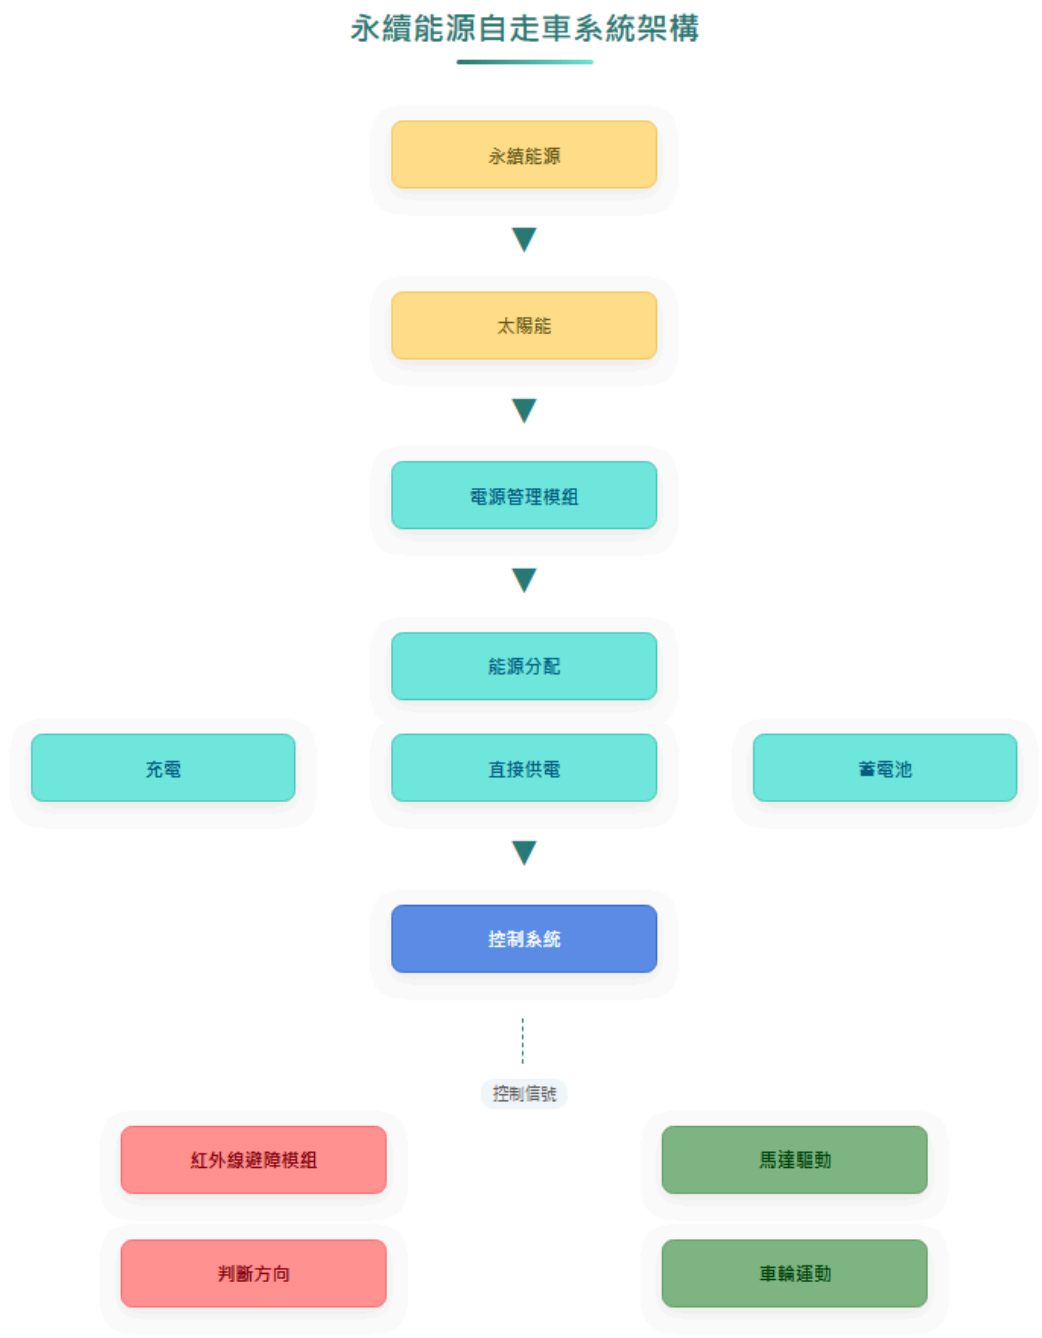 永續能源自走車系統架構
永續能源
太陽能
電源管理模組
能源分配
充電
直接供電
蓄電池
控制系統
控制信號
紅外線避障模組
馬達驅動
判斷方向
車輪運動